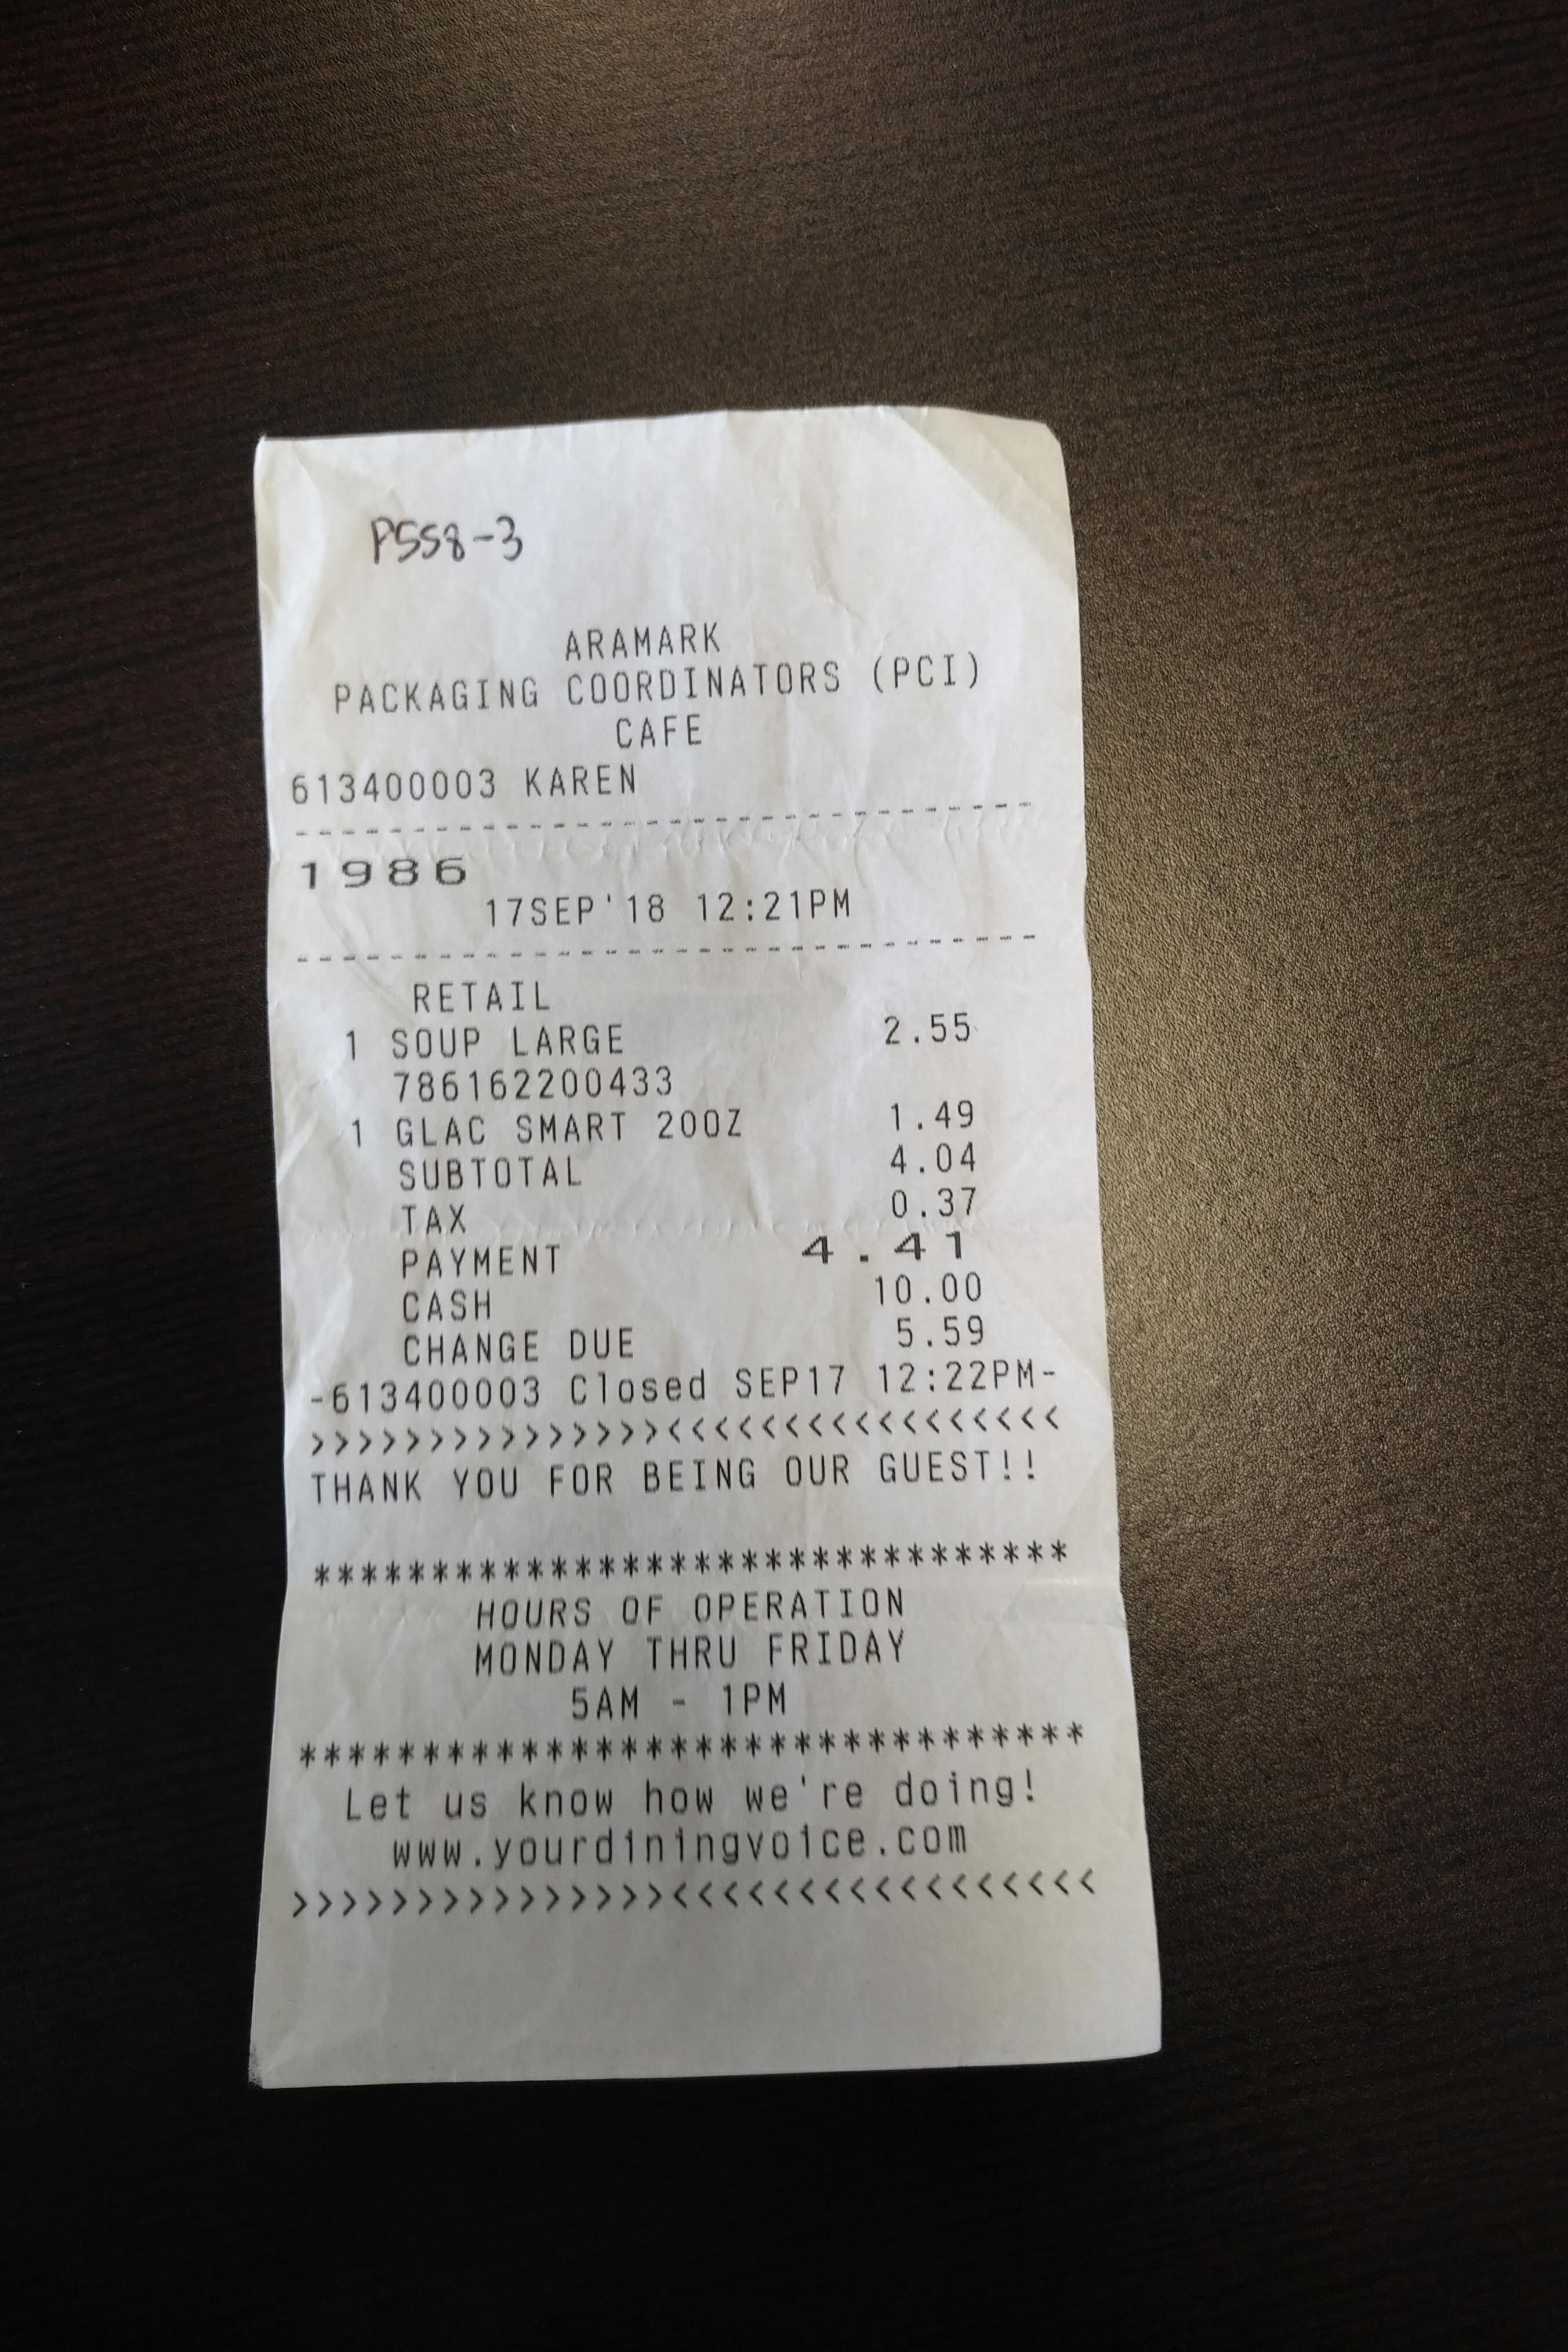 P558-3
ARAMARK
PACKAGING COORDINATORS (PCI)
CAFE
613400003 KAREN
--------------------------------
1986
17SEP'18 12:21PM
--------------------------------
RETAIL
1 SOUP LARGE 2.55
786162200433
1 GLAC SMART 20OZ 1.49
SUBTOTAL 4.04
TAX 0.37
PAYMENT 4.41
CASH 10.00
CHANGE DUE 5.59
-613400003 Closed SEP17 12:22PM-
>>>>>>>>>>>>>>><<<<<<<<<<<<<<<<<
THANK YOU FOR BEING OUR GUEST!!
********************************
HOURS OF OPERATION
MONDAY THRU FRIDAY
5AM - 1PM
********************************
Let us know how we're doing!
www.yourdiningvoice.com
>>>>>>>>>>>>>>><<<<<<<<<<<<<<<<<